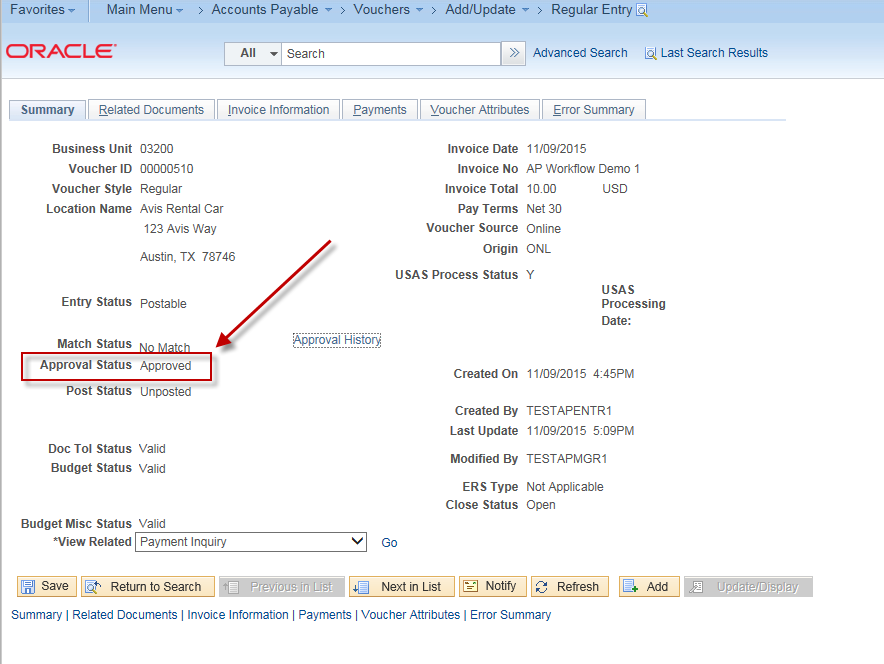 Favorites Main Menu > Accounts Payable > Vouchers > Add/Update > Regular Entry
ORACLE
All Search » Advanced Search Last Search Results
Summary Related Documents Invoice Information Payments Voucher Attributes Error Summary
Business Unit 03200 Invoice Date 11/09/2015
Voucher ID 00000510 Invoice No AP Workflow Demo 1
Voucher Style Regular Invoice Total 10.00 USD
Location Name Avis Rental Car Pay Terms Net 30
123 Avis Way Voucher Source Online
Origin ONL
Austin, TX 78746
USAS Process Status Y
USAS
Entry Status Postable Processing
Date:
Match Status No Match Approval History
Approval Status Approved
Created On 11/09/2015 4:45PM
Post Status Unposted
Created By TESTAPENTR1
Last Update 11/09/2015 5:09PM
Doc Tol Status Valid
Modified By TESTAPMGR1
Budget Status Valid
ERS Type Not Applicable
Close Status Open
Budget Misc Status Valid
*View Related Payment Inquiry Go
Save Return to Search Previous in List Next in List Notify Refresh Add Update/Display
Summary | Related Documents | Invoice Information | Payments | Voucher Attributes | Error Summary